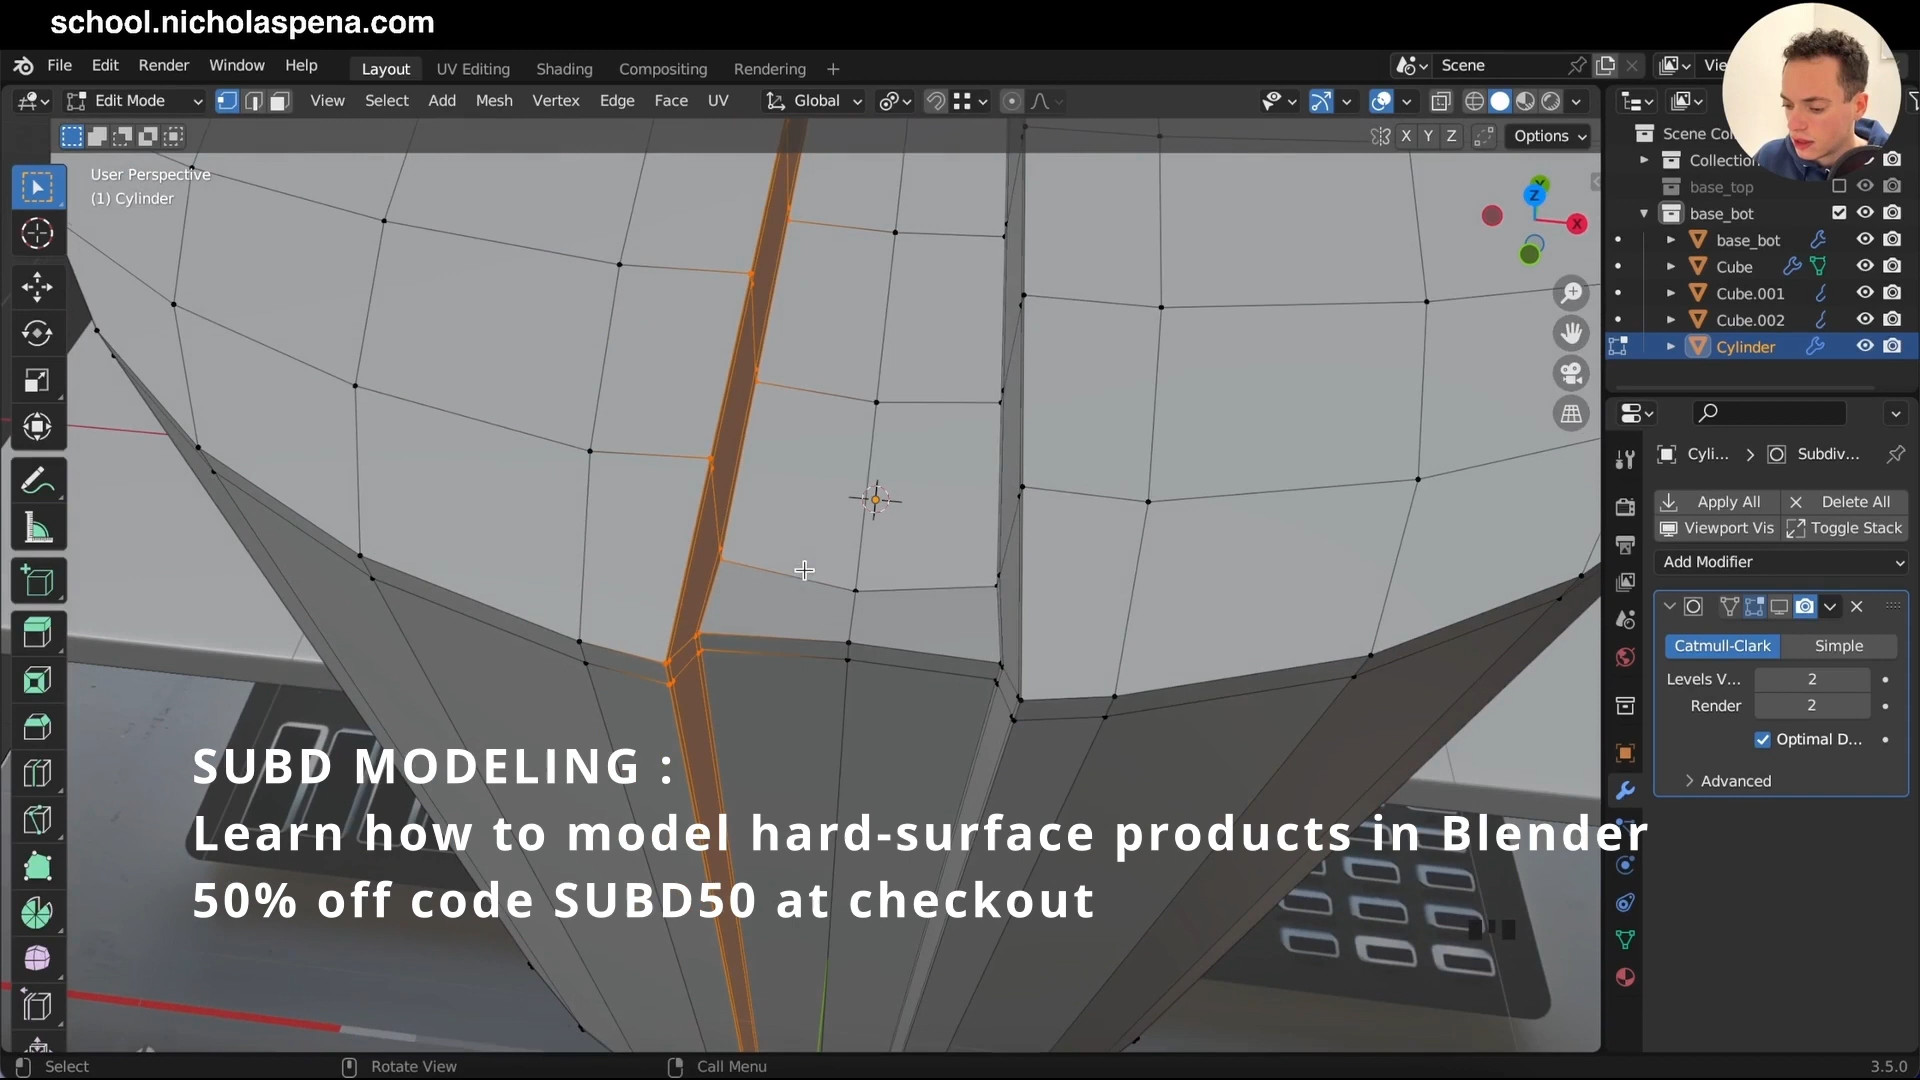 school.nicholaspena.com
File Edit Render Window Help Layout UV Editing Shading Compositing Rendering + Scene
Edit Mode View Select Add Mesh Vertex Edge Face UV Global
X Y Z Options
Scene
Collection
base_top
base_bot
base_bot
Cube
Cube.001
Cube.002
Cylinder
User Perspective
(1) Cylinder
Z
X
Cyli... Subdiv...
Apply All Delete All
Viewport Vis Toggle Stack
Add Modifier
Catmull-Clark Simple
Levels V... 2
Render 2
Optimal D...
Advanced
SUBD MODELING :
Learn how to model hard-surface products in Blender
50% off code SUBD50 at checkout
Select Rotate View Call Menu 3.5.0